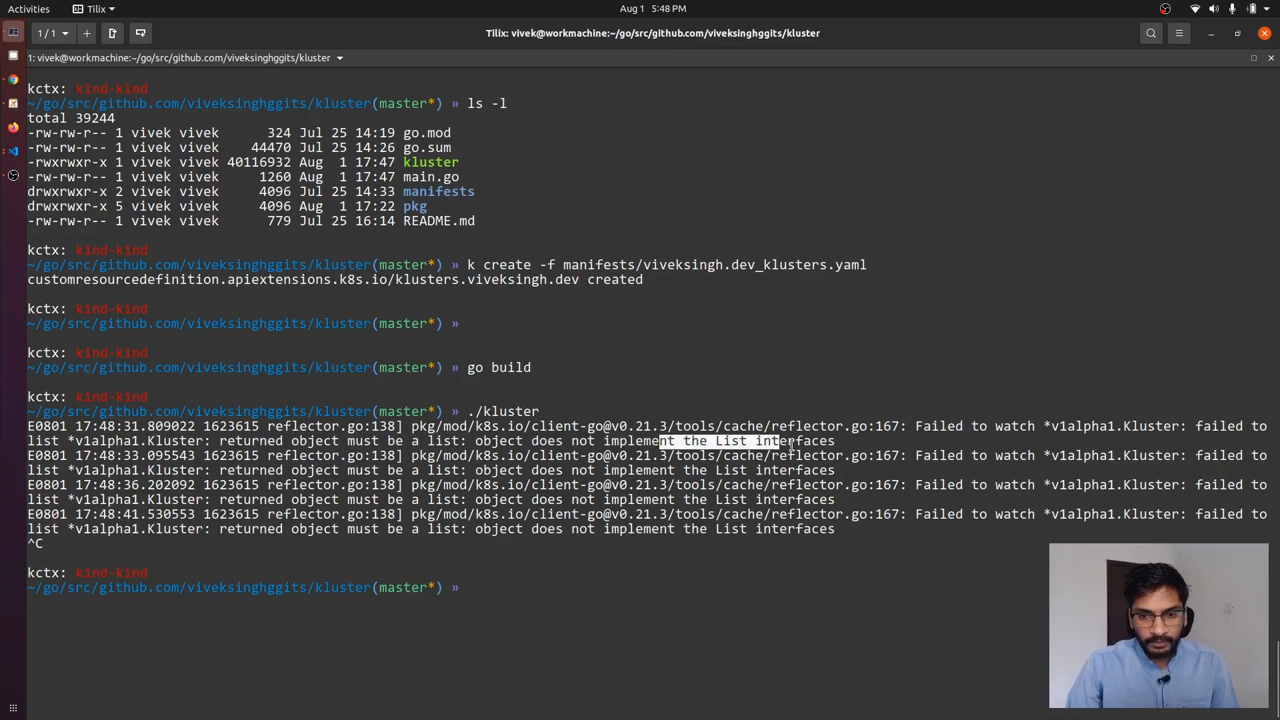 Activities
Tilix
Aug 1 5:48 PM
1/1
Tilix: vivek@workmachine:~/go/src/github.com/viveksinghggits/kluster
1: vivek@workmachine:~/go/src/github.com/viveksinghggits/kluster
kctx: kind-kind
~/go/src/github.com/viveksinghggits/kluster(master*) » ls -l
total 39244
-rw-rw-r-- 1 vivek vivek      324 Jul 25 14:19 go.mod
-rw-rw-r-- 1 vivek vivek    44470 Jul 25 14:26 go.sum
-rwxrwxr-x 1 vivek vivek 40116932 Aug  1 17:47 kluster
-rw-rw-r-- 1 vivek vivek     1260 Aug  1 17:47 main.go
drwxrwxr-x 2 vivek vivek     4096 Jul 25 14:33 manifests
drwxrwxr-x 5 vivek vivek     4096 Aug  1 17:22 pkg
-rw-rw-r-- 1 vivek vivek      779 Jul 25 16:14 README.md
kctx: kind-kind
~/go/src/github.com/viveksinghggits/kluster(master*) » k create -f manifests/viveksingh.dev_klusters.yaml
customresourcedefinition.apiextensions.k8s.io/klusters.viveksingh.dev created
kctx: kind-kind
~/go/src/github.com/viveksinghggits/kluster(master*) »
kctx: kind-kind
~/go/src/github.com/viveksinghggits/kluster(master*) » go build
kctx: kind-kind
~/go/src/github.com/viveksinghggits/kluster(master*) » ./kluster
E0801 17:48:31.809022 1623615 reflector.go:138] pkg/mod/k8s.io/client-go@v0.21.3/tools/cache/reflector.go:167: Failed to watch *v1alpha1.Kluster: failed to
list *v1alpha1.Kluster: returned object must be a list: object does not implement the List interfaces
E0801 17:48:33.095543 1623615 reflector.go:138] pkg/mod/k8s.io/client-go@v0.21.3/tools/cache/reflector.go:167: Failed to watch *v1alpha1.Kluster: failed to
list *v1alpha1.Kluster: returned object must be a list: object does not implement the List interfaces
E0801 17:48:36.202092 1623615 reflector.go:138] pkg/mod/k8s.io/client-go@v0.21.3/tools/cache/reflector.go:167: Failed to watch *v1alpha1.Kluster: failed to
list *v1alpha1.Kluster: returned object must be a list: object does not implement the List interfaces
E0801 17:48:41.530553 1623615 reflector.go:138] pkg/mod/k8s.io/client-go@v0.21.3/tools/cache/reflector.go:167: Failed to watch *v1alpha1.Kluster: failed to
list *v1alpha1.Kluster: returned object must be a list: object does not implement the List interfaces
^C
kctx: kind-kind
~/go/src/github.com/viveksinghggits/kluster(master*) »